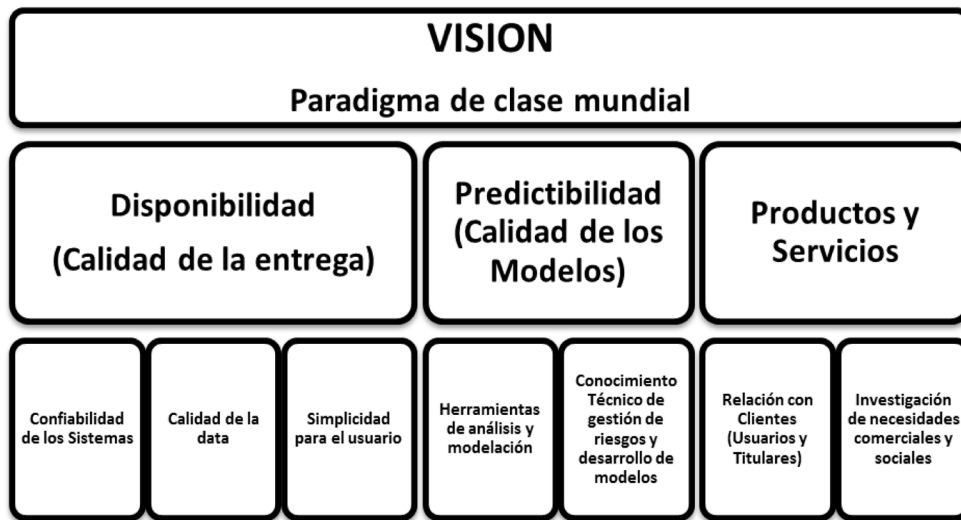 VISION
Paradigma de clase mundial
Disponibilidad
(Calidad de la entrega)
Predictibilidad
(Calidad de los
Modelos)
Productos y
Servicios
Confiabilidad
de los Sistemas
Calidad de la
data
Simplicidad
para el usuario
Herramientas
de análisis y
modelación
Conocimiento
Técnico de
gestión de
riesgos y
desarrollo de
modelos
Relación con
Clientes
(Usuarios y
Titulares)
Investigación
de necesidades
comerciales y
sociales